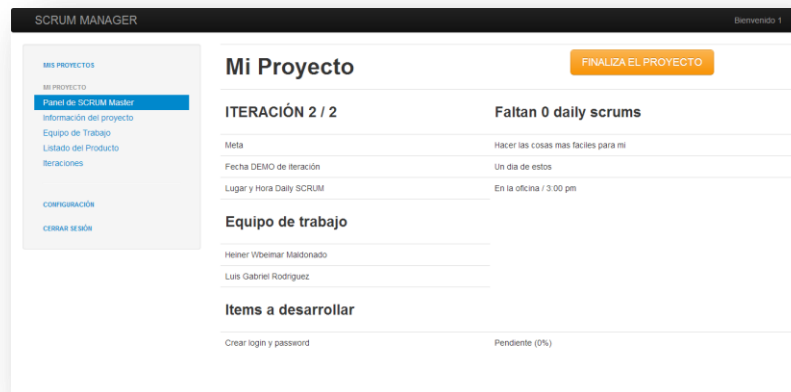 SCRUM MANAGER
Bienvenido 1
MIS PROYECTOS
MI PROYECTO
Panel de SCRUM Master
Información del proyecto
Equipo de Trabajo
Listado del Producto
Iteraciones
CONFIGURACIÓN
CERRAR SESIÓN
Mi Proyecto
FINALIZA EL PROYECTO
ITERACIÓN 2 / 2
Faltan 0 daily scrums
Meta
Hacer las cosas mas faciles para mi
Fecha DEMO de iteración
Un dia de estos
Lugar y Hora Daily SCRUM
En la oficina / 3:00 pm
Equipo de trabajo
Heiner Wbeimar Maldonado
Luis Gabriel Rodriguez
Items a desarrollar
Crear login y password
Pendiente (0%)